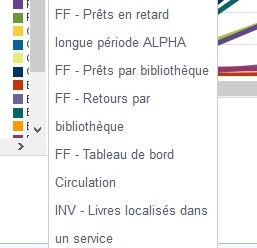 FF - Prêts en retard
longue période ALPHA
FF - Prêts par bibliothèque
FF - Retours par
bibliothèque
FF - Tableau de bord
Circulation
INV - Livres localisés dans
un service